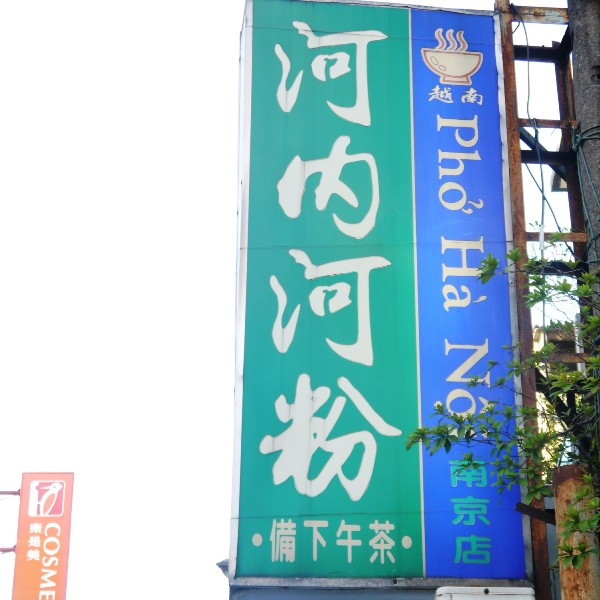 河内河粉
•備下午茶•
越南
Phở Hà Nội
南京店
COSME
康是美